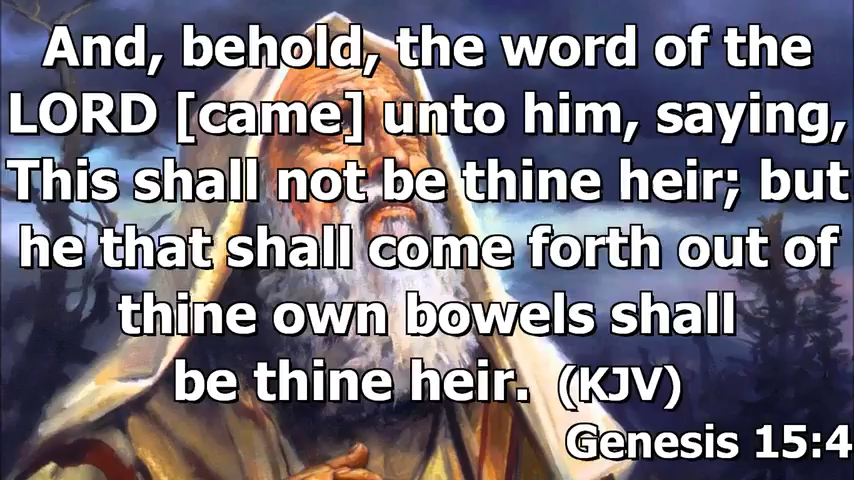 And, behold, the word of the
LORD [came] unto him, saying,
This shall not be thine heir; but
he that shall come forth out of
thine own bowels shall
be thine heir. (KJV)
Genesis 15:4